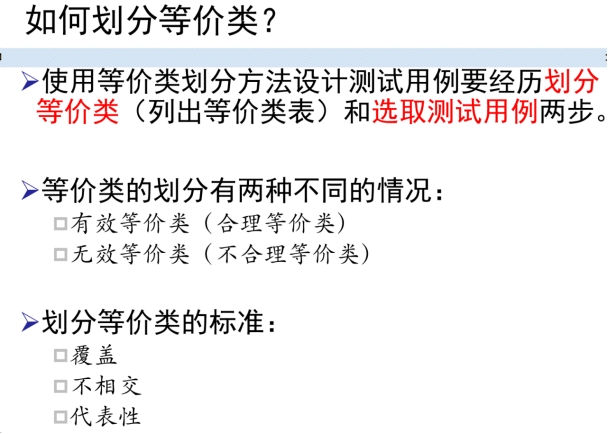 如何划分等价类?
➢使用等价类划分方法设计测试用例要经历划分
等价类（列出等价类表）和选取测试用例两步。
➢等价类的划分有两种不同的情况：
□有效等价类（合理等价类）
□无效等价类（不合理等价类）
➢划分等价类的标准：
□覆盖
□不相交
□代表性